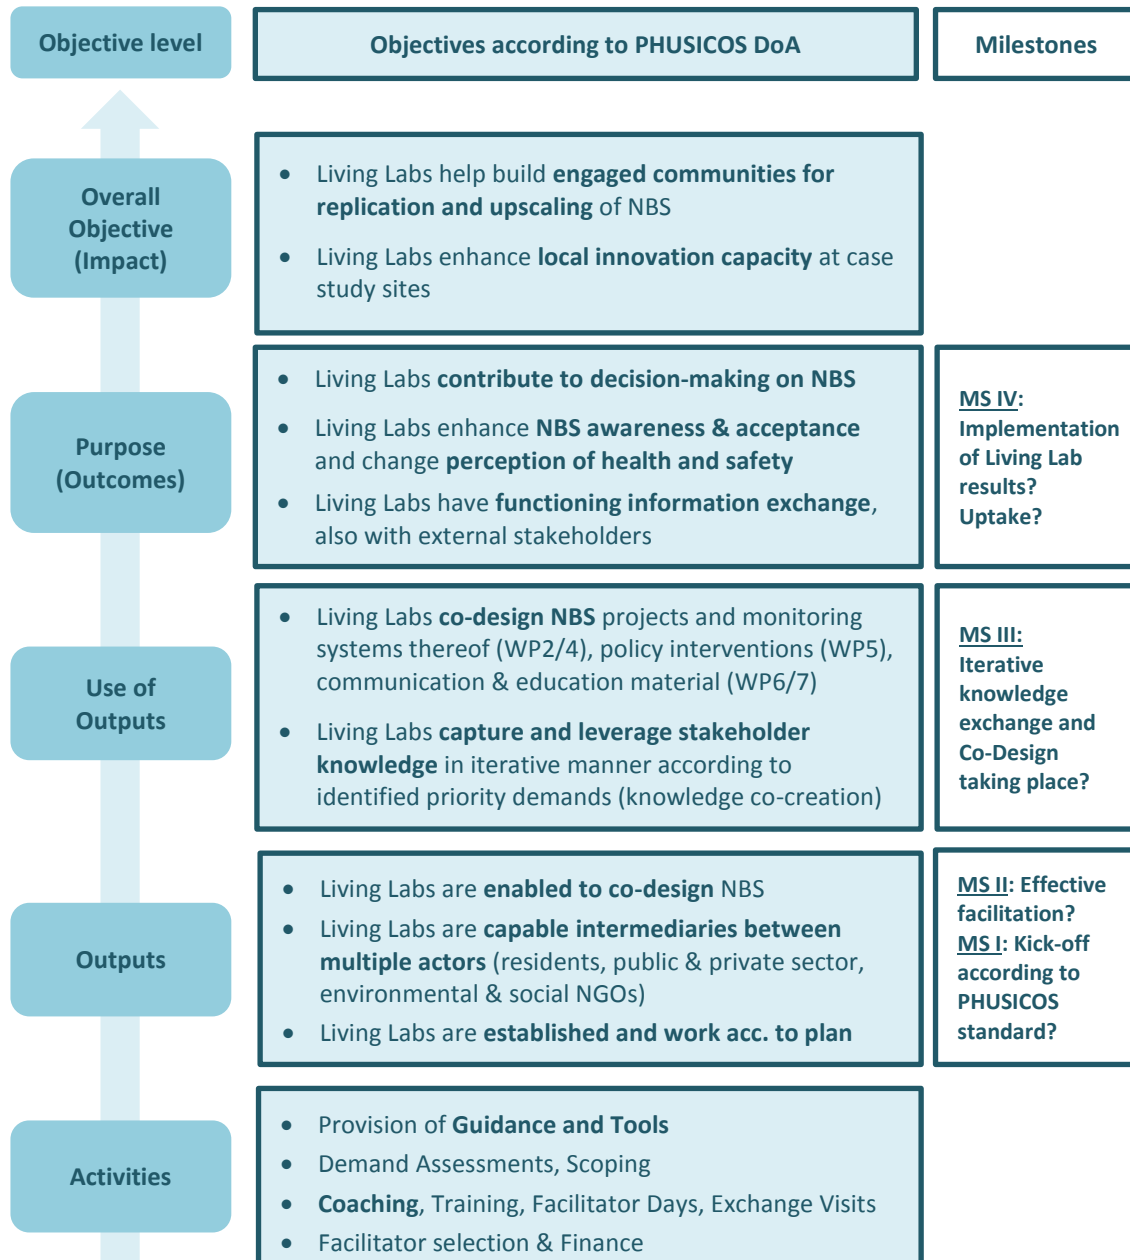 Objective level
Objectives according to PHUSICOS DoA
Milestones
Overall
Objective
(Impact)
• Living Labs help build engaged communities for
replication and upscaling of NBS
• Living Labs enhance local innovation capacity at case
study sites
Purpose
(Outcomes)
• Living Labs contribute to decision-making on NBS
• Living Labs enhance NBS awareness & acceptance
and change perception of health and safety
• Living Labs have functioning information exchange,
also with external stakeholders
MS IV:
Implementation
of Living Lab
results?
Uptake?
Use of
Outputs
• Living Labs co-design NBS projects and monitoring
systems thereof (WP2/4), policy interventions (WP5),
communication & education material (WP6/7)
• Living Labs capture and leverage stakeholder
knowledge in iterative manner according to
identified priority demands (knowledge co-creation)
MS III:
Iterative
knowledge
exchange and
Co-Design
taking place?
Outputs
• Living Labs are enabled to co-design NBS
• Living Labs are capable intermediaries between
multiple actors (residents, public & private sector,
environmental & social NGOs)
• Living Labs are established and work acc. to plan
MS II: Effective
facilitation?
MS I: Kick-off
according to
PHUSICOS
standard?
Activities
• Provision of Guidance and Tools
• Demand Assessments, Scoping
• Coaching, Training, Facilitator Days, Exchange Visits
• Facilitator selection & Finance